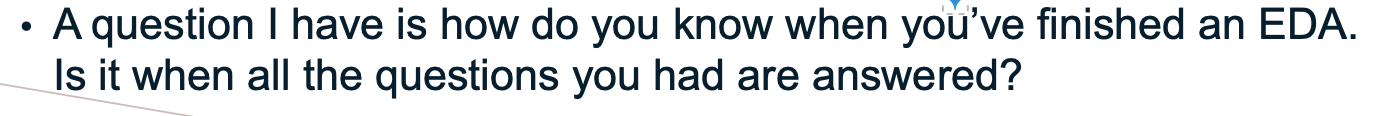 • A question I have is how do you know when you've finished an EDA.
Is it when all the questions you had are answered?